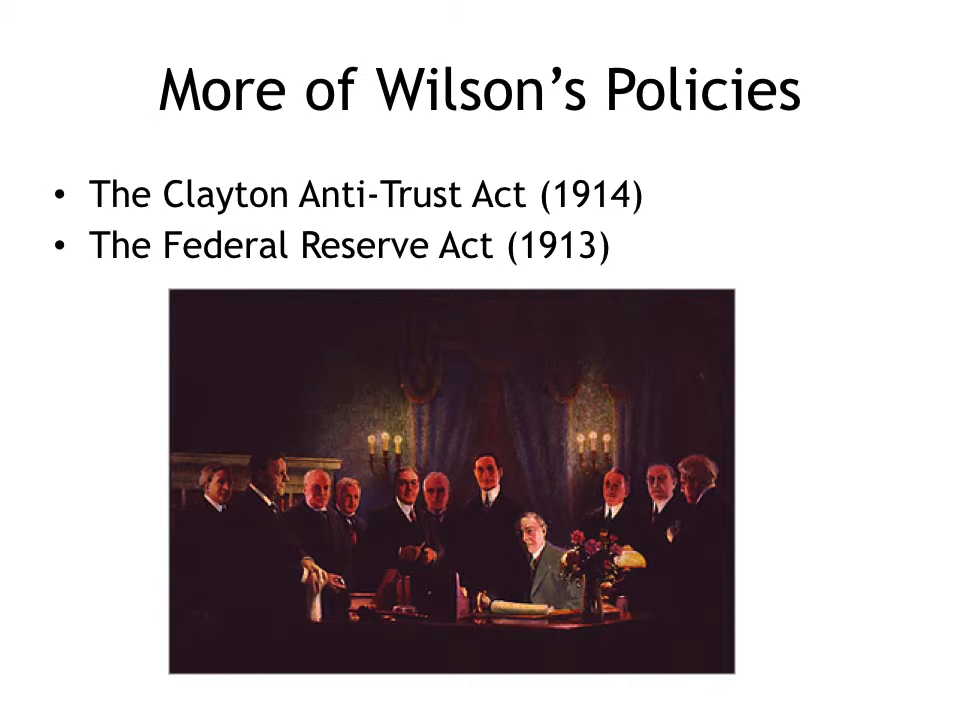 More of Wilson’s Policies
• The Clayton Anti-Trust Act (1914)
• The Federal Reserve Act (1913)